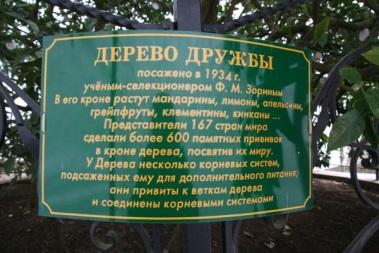 ДЕРЕВО ДРУЖБЫ
посажено в 1934 г.
учёным-селекционером Ф. М. Зориным
В его кроне растут мандарины, лимоны, апельсины,
грейпфруты, клементины, кинканы ...
Представители 167 стран мира
сделали более 600 памятных прививок
в кроне дерева, посвятив их миру.
У Дерева несколько корневых систем,
подсаженных ему для дополнительного питания;
они привиты к веткам дерева
и соединены корневыми системами